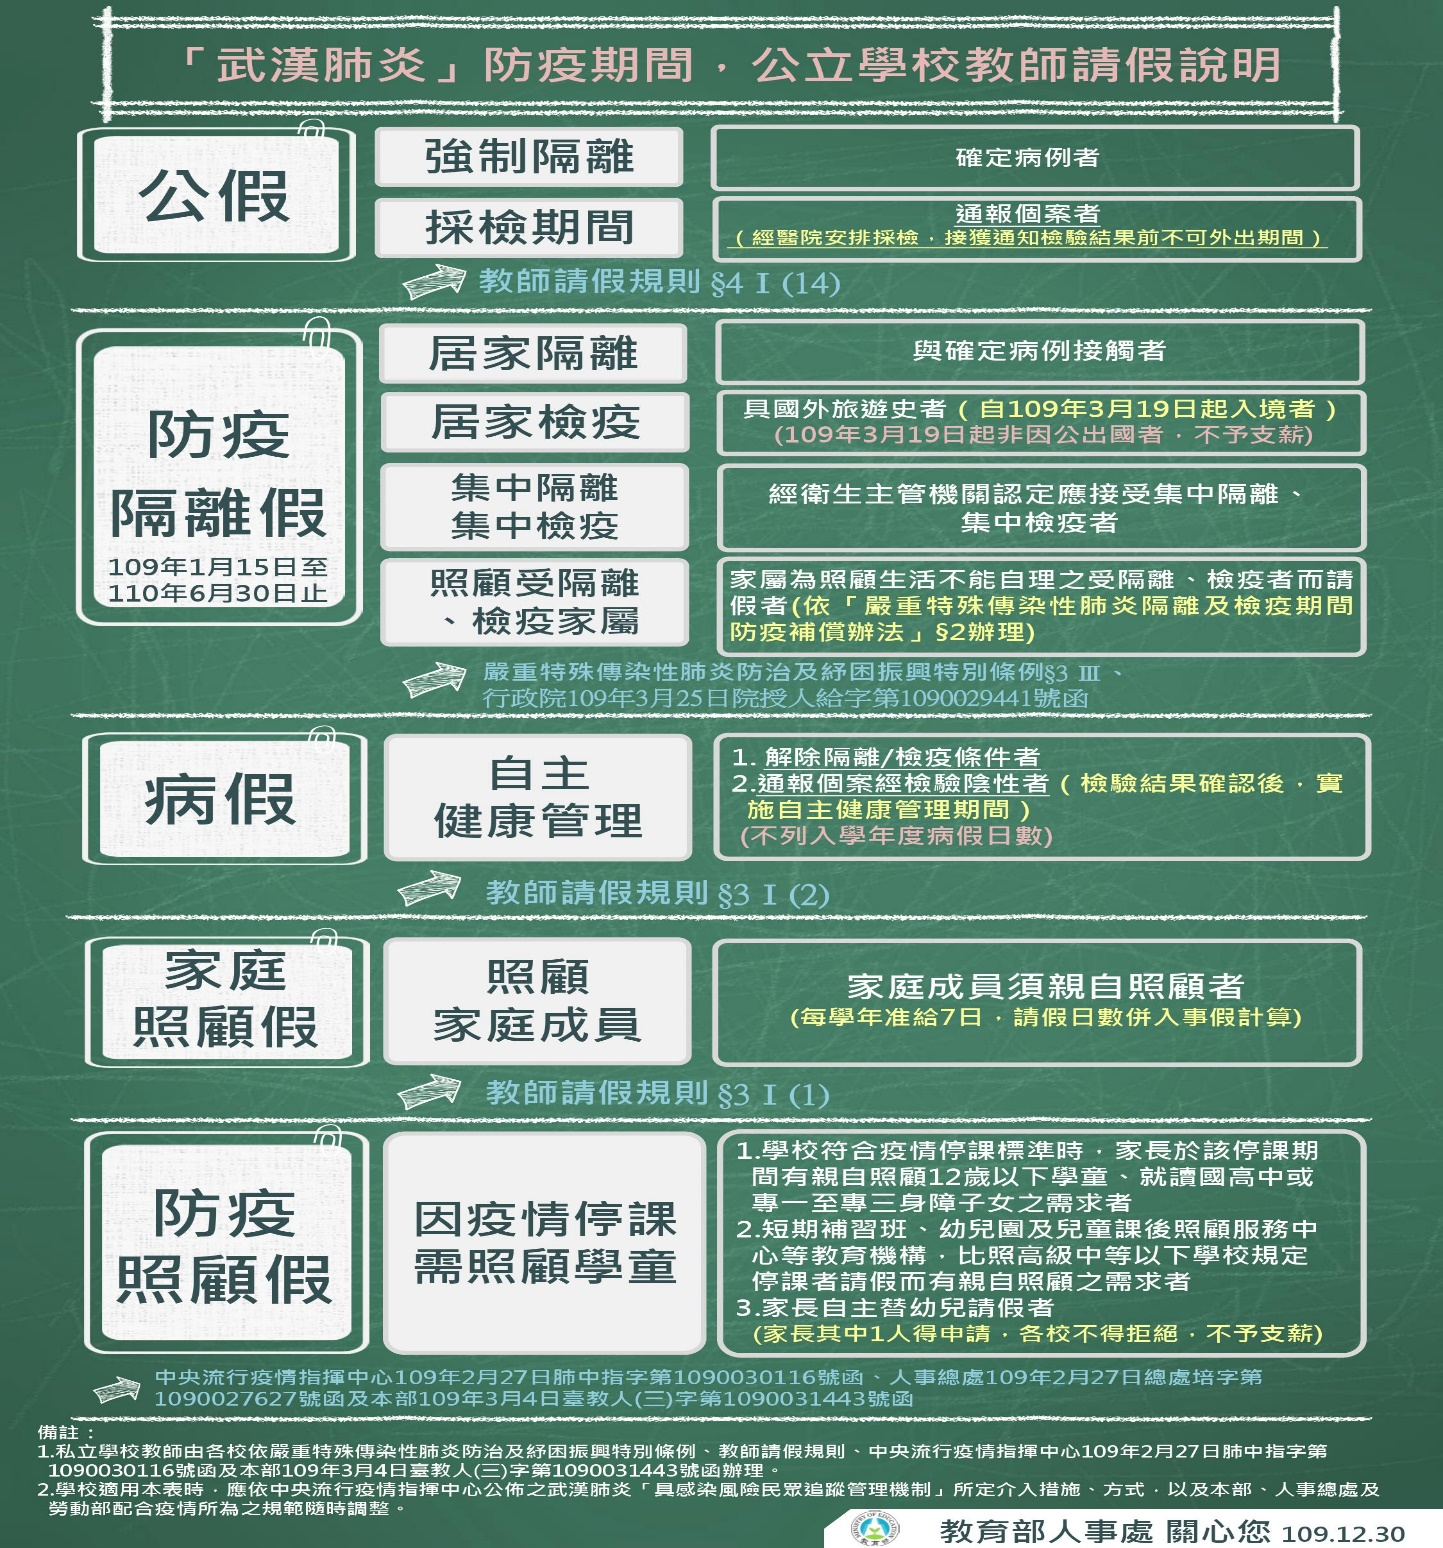 「武漢肺炎」防疫期間，公立學校教師請假說明
公假
強制隔離
確定病例者
採檢期間
通報個案者
（經醫院安排採檢，接獲通知檢驗結果前不可外出期間）
教師請假規則 §4 I (14)
防疫
隔離假
109年1月15日至
110年6月30日止
居家隔離
與確定病例接觸者
居家檢疫
具國外旅遊史者（自109年3月19日起入境者）
(109年3月19日起非因公出國者，不予支薪)
集中隔離
集中檢疫
經衛生主管機關認定應接受集中隔離、
集中檢疫者
照顧受隔離
、檢疫家屬
家屬為照顧生活不能自理之受隔離、檢疫者而請
假者(依「嚴重特殊傳染性肺炎隔離及檢疫期間
防疫補償辦法」§2辦理)
嚴重特殊傳染性肺炎防治及紓困振興特別條例§3 Ⅲ、
行政院109年3月25日院授人給字第1090029441號函
病假
自主
健康管理
1. 解除隔離/檢疫條件者
2.通報個案經檢驗陰性者（檢驗結果確認後，實
施自主健康管理期間）
(不列入學年度病假日數)
教師請假規則 §3 I (2)
家庭
照顧假
照顧
家庭成員
家庭成員須親自照顧者
(每學年准給7日，請假日數併入事假計算)
教師請假規則 §3 I (1)
防疫
照顧假
因疫情停課
需照顧學童
1.學校符合疫情停課標準時，家長於該停課期
間有親自照顧12歲以下學童、就讀國高中或
專一至專三身障子女之需求者
2.短期補習班、幼兒園及兒童課後照顧服務中
心等教育機構，比照高級中等以下學校規定
停課者請假而有親自照顧之需求者
3.家長自主替幼兒請假者
(家長其中1人得申請，各校不得拒絕，不予支薪)
中央流行疫情指揮中心109年2月27日肺中指字第1090030116號函、人事總處109年2月27日總處培字第
1090027627號函及本部109年3月4日臺教人(三)字第1090031443號函
備註：
1.私立學校教師由各校依嚴重特殊傳染性肺炎防治及紓困振興特別條例、教師請假規則、中央流行疫情指揮中心109年2月27日肺中指字第
1090030116號函及本部109年3月4日臺教人(三)字第1090031443號函辦理。
2.學校適用本表時，應依中央流行疫情指揮中心公佈之武漢肺炎「具感染風險民眾追蹤管理機制」所定介入措施、方式，以及本部、人事總處及
勞動部配合疫情所為之規範隨時調整。
教育部人事處 關心您 109.12.30